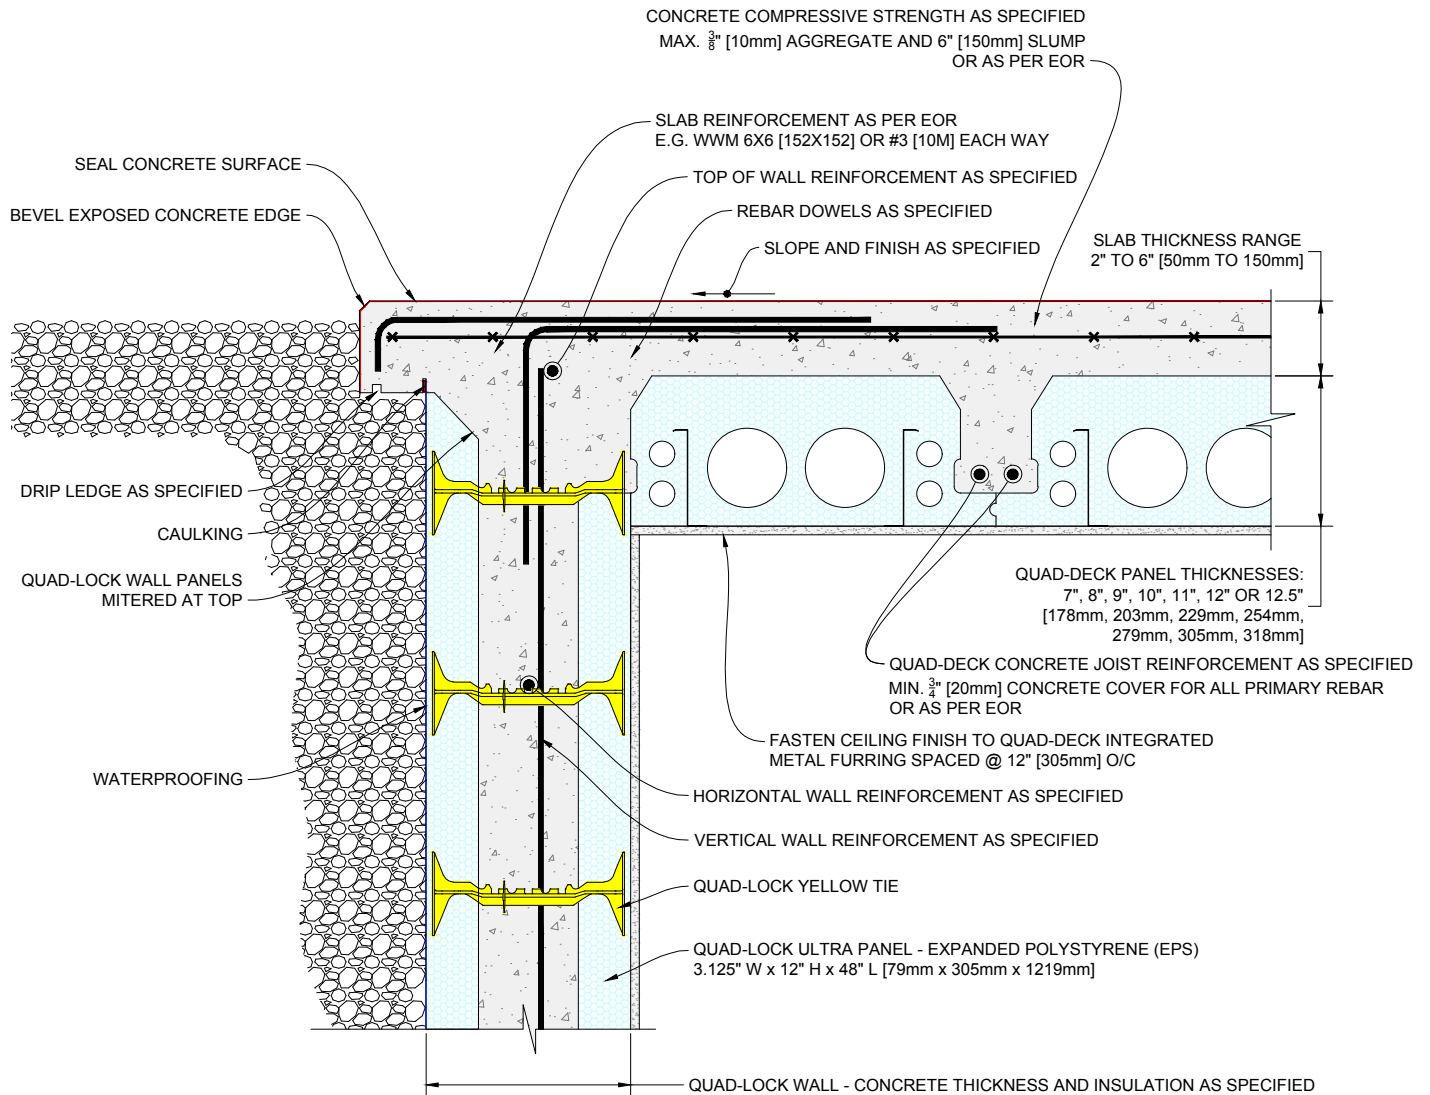 CONCRETE COMPRESSIVE STRENGTH AS SPECIFIED
MAX. 3/8" [10mm] AGGREGATE AND 6" [150mm] SLUMP
OR AS PER EOR
SLAB REINFORCEMENT AS PER EOR
E.G. WWM 6X6 [152X152] OR #3 [10M] EACH WAY
SEAL CONCRETE SURFACE
TOP OF WALL REINFORCEMENT AS SPECIFIED
BEVEL EXPOSED CONCRETE EDGE
REBAR DOWELS AS SPECIFIED
SLOPE AND FINISH AS SPECIFIED
SLAB THICKNESS RANGE
2" TO 6" [50mm TO 150mm]
DRIP LEDGE AS SPECIFIED
CAULKING
QUAD-LOCK WALL PANELS
MITERED AT TOP
QUAD-DECK PANEL THICKNESSES:
7", 8", 9", 10", 11", 12" OR 12.5"
[178mm, 203mm, 229mm, 254mm,
279mm, 305mm, 318mm]
QUAD-DECK CONCRETE JOIST REINFORCEMENT AS SPECIFIED
MIN. 3/4" [20mm] CONCRETE COVER FOR ALL PRIMARY REBAR
OR AS PER EOR
FASTEN CEILING FINISH TO QUAD-DECK INTEGRATED
METAL FURRING SPACED @ 12" [305mm] O/C
WATERPROOFING
HORIZONTAL WALL REINFORCEMENT AS SPECIFIED
VERTICAL WALL REINFORCEMENT AS SPECIFIED
QUAD-LOCK YELLOW TIE
QUAD-LOCK ULTRA PANEL - EXPANDED POLYSTYRENE (EPS)
3.125" W x 12" H x 48" L [79mm x 305mm x 1219mm]
QUAD-LOCK WALL - CONCRETE THICKNESS AND INSULATION AS SPECIFIED